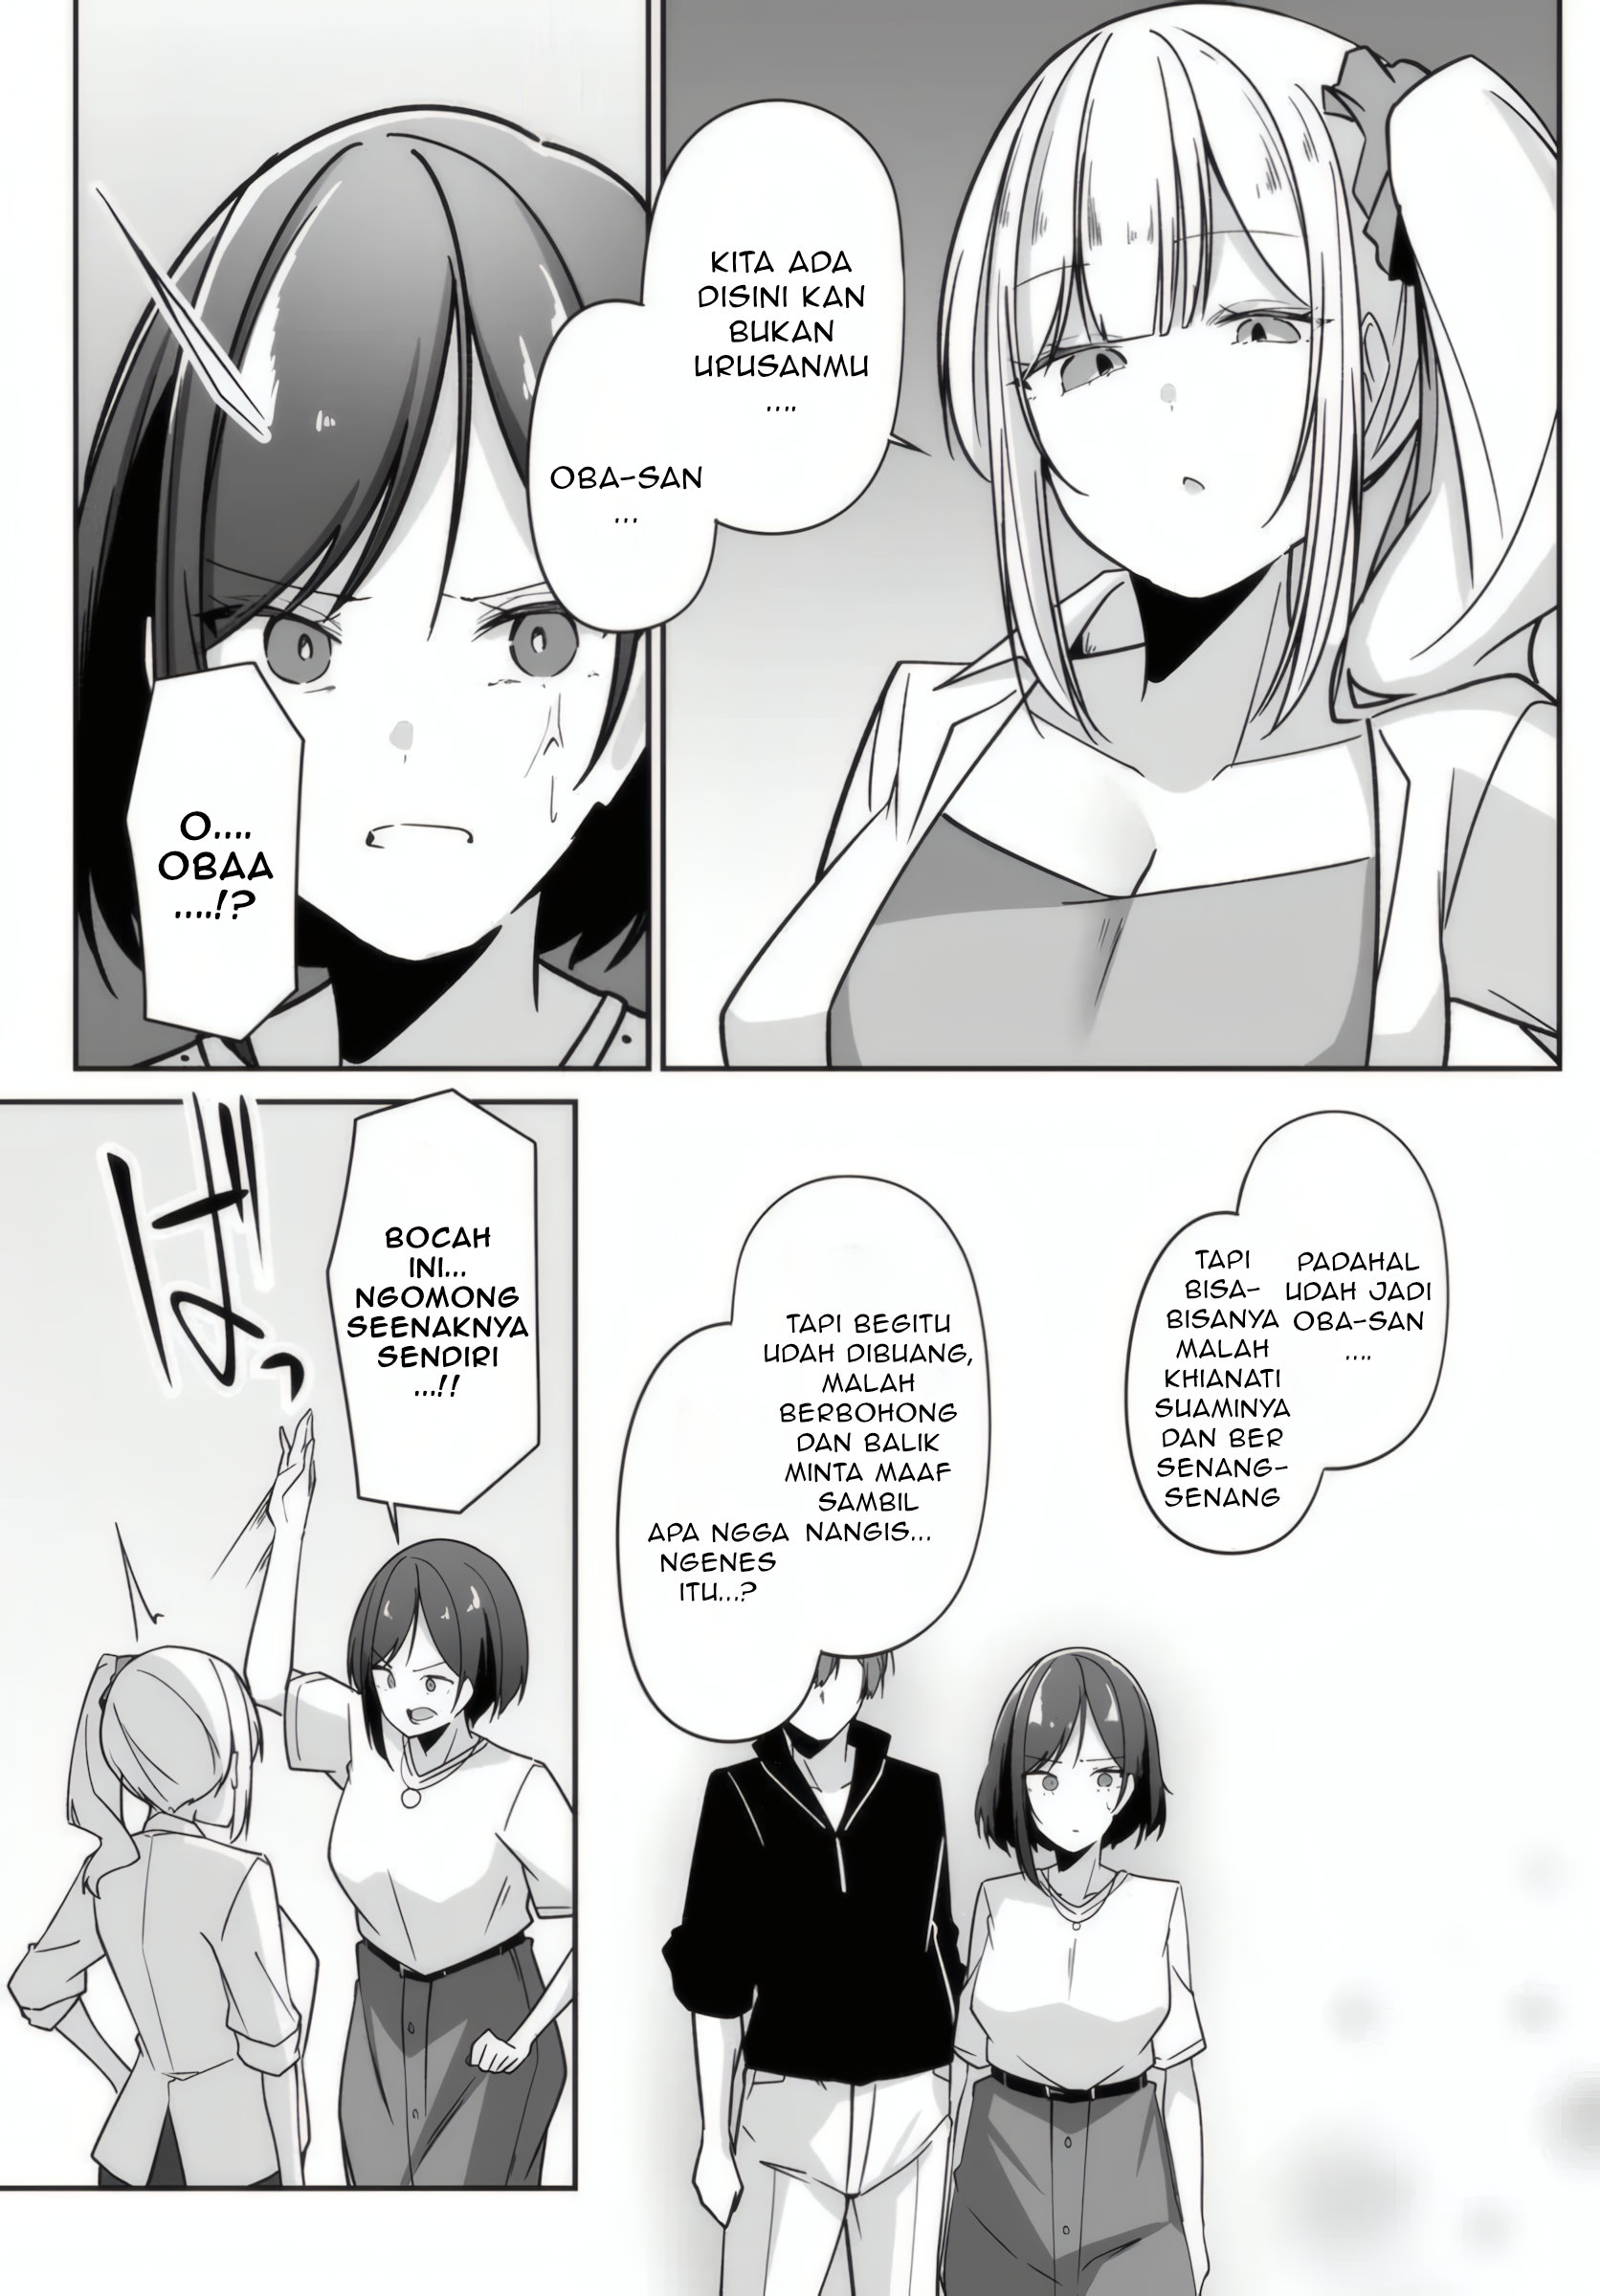 KITA ADA
DISINI KAN
BUKAN
URUSANMU
....
OBA-SAN
...
O....
OBAA
.....!?
PADAHAL
UDAH JADI
OBA-SAN
....
TAPI
BISA-
BISANYA
MALAH
KHIANATI
SUAMINYA
DAN BER
SENANG-
SENANG
TAPI BEGITU
UDAH DIBUANG,
MALAH
BERBOHONG
DAN BALIK
MINTA MAAF
SAMBIL
NANGIS...
APA NGGA
NGENES
ITU...?
BOCAH
INI...
NGOMONG
SEENAKNYA
SENDIRI
...!!
ばっ